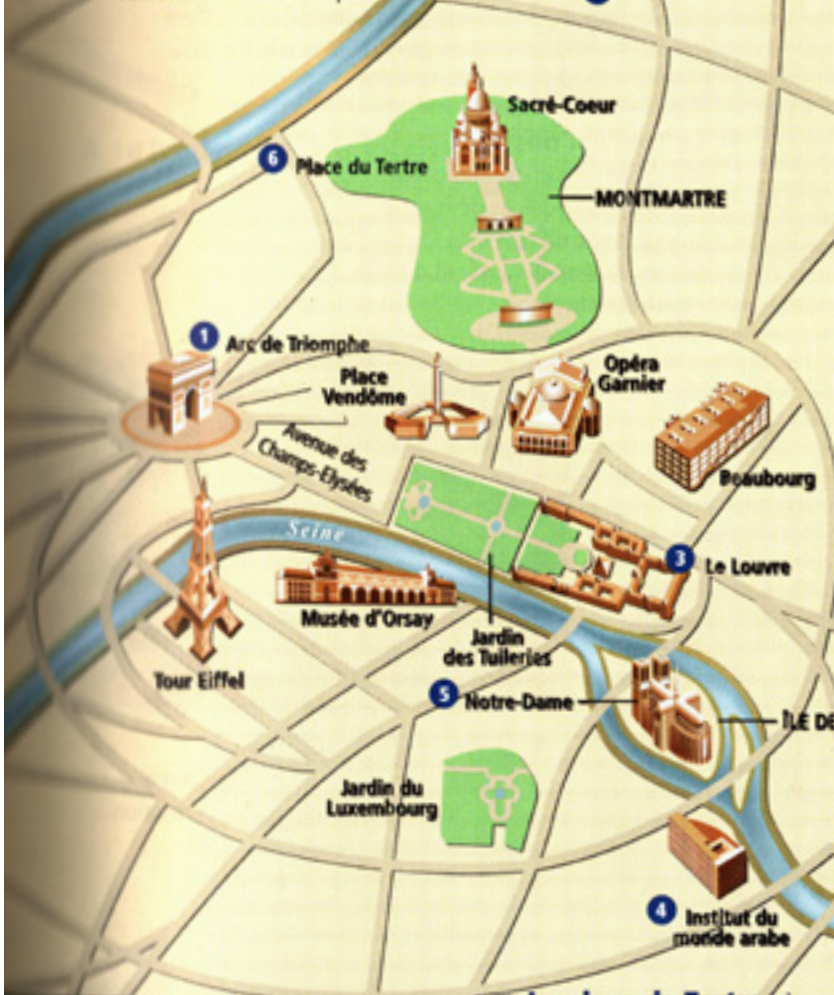 Sacré-Coeur
6 Place du Tertre
MONTMARTRE
1 Arc de Triomphe
Place
Vendôme
Opéra
Garnier
Avenue des
Champs-Elysées
Beaubourg
Seine
3 Le Louvre
Musée d'Orsay
Jardin
des Tuileries
Tour Eiffel
5 Notre-Dame
ÎLE DE
Jardin du
Luxembourg
4 Institut du
monde arabe